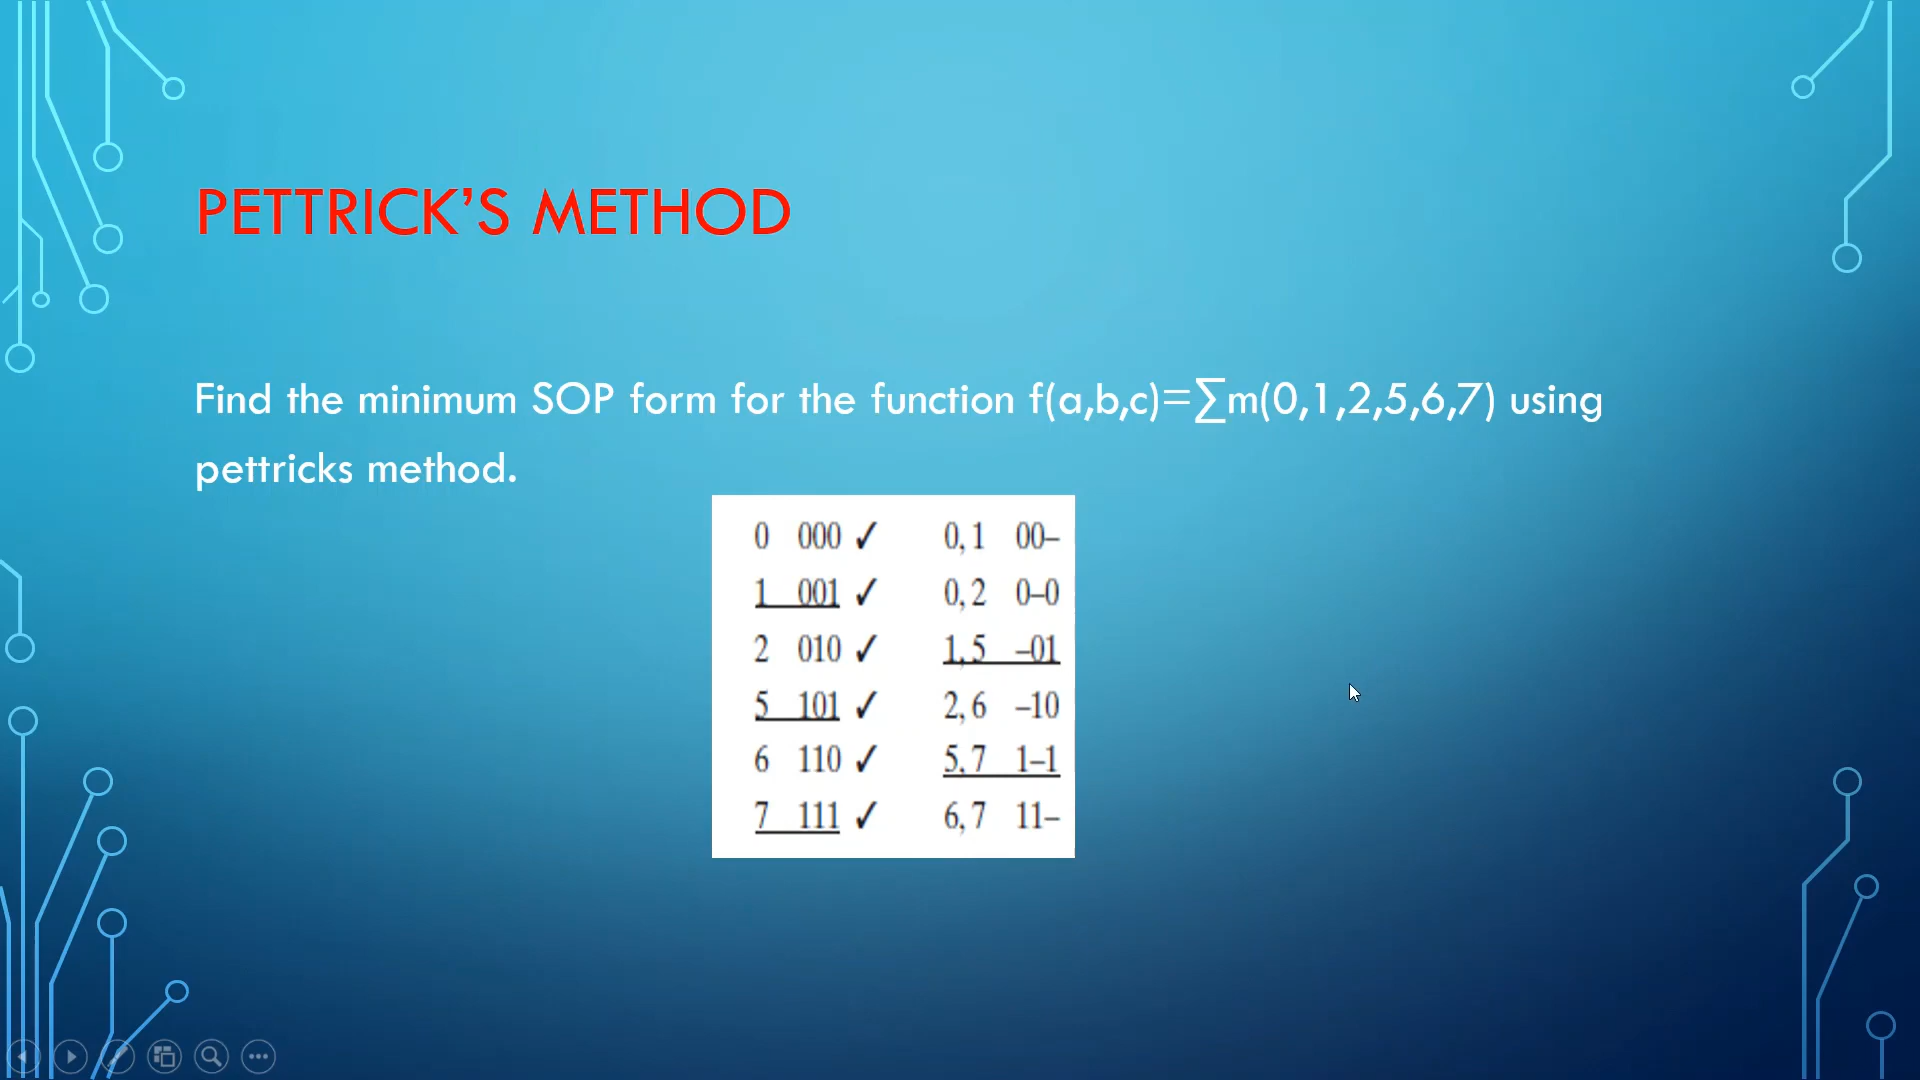 PETTRICK’S METHOD
Find the minimum SOP form for the function f(a,b,c)=∑m(0,1,2,5,6,7) using
pettricks method.
0 000 ✓ 0, 1 00–
1 001 ✓ 0, 2 0–0
2 010 ✓ 1, 5 –01
5 101 ✓ 2, 6 –10
6 110 ✓ 5, 7 1–1
7 111 ✓ 6, 7 11–